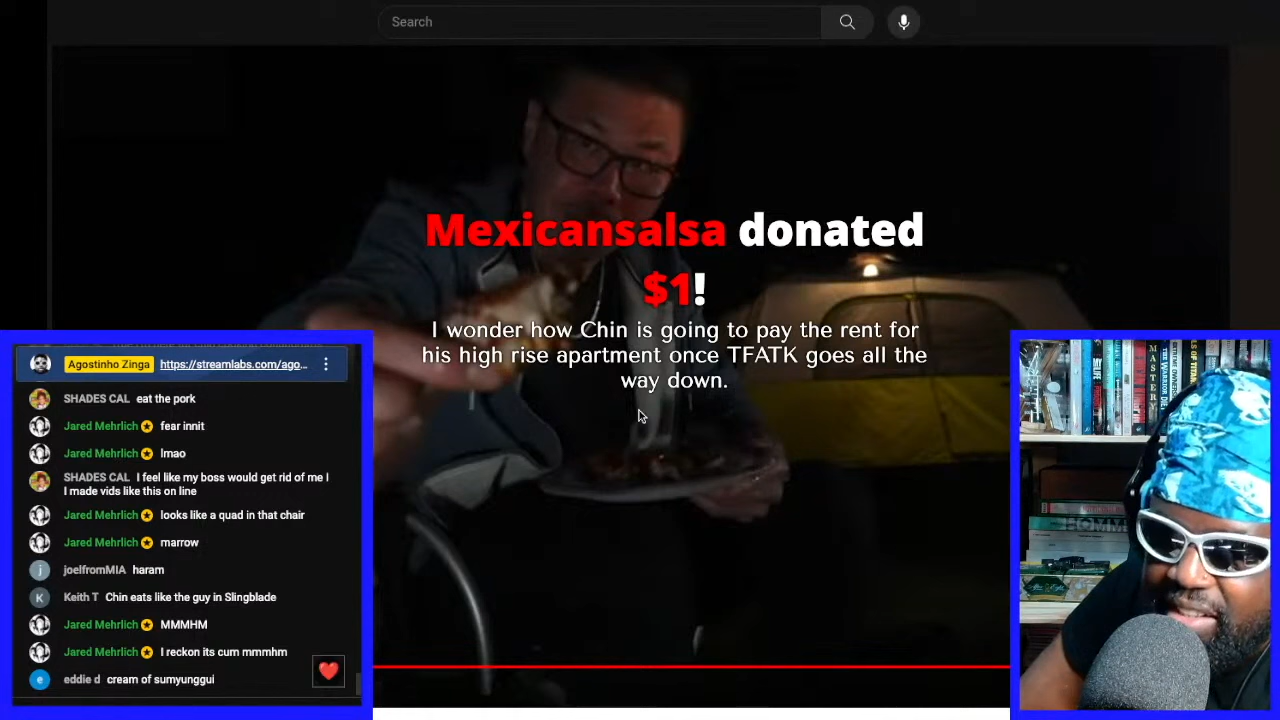 Search
Mexicansalsa donated
$1!
I wonder how Chin is going to pay the rent for
his high rise apartment once TFATK goes all the
way down.
Agostinho Zinga https://streamlabs.com/ago...
SHADES CAL eat the pork
Jared Mehrlich fear innit
Jared Mehrlich lmao
SHADES CAL I feel like my boss would get rid of me I
I made vids like this on line
Jared Mehrlich looks like a quad in that chair
Jared Mehrlich marrow
j joelfromMIA haram
K Keith T Chin eats like the guy in Slingblade
Jared Mehrlich MMMHM
Jared Mehrlich I reckon its cum mmmhm
e eddie d cream of sumyunggui
MASTERY
THE WARRIOR DIET